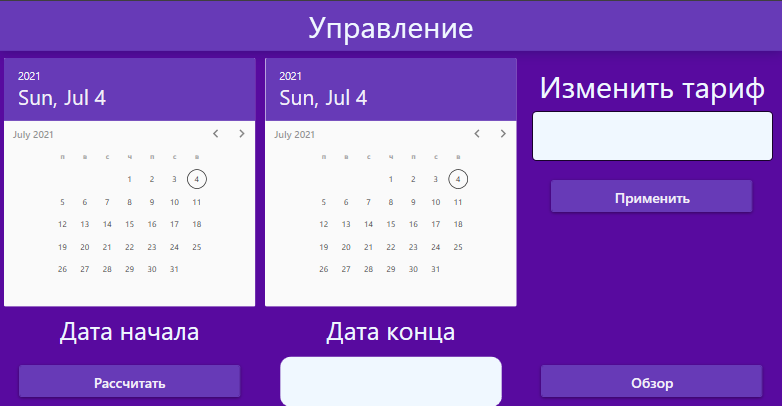 Управление
2021
Sun, Jul 4
July 2021
п в с ч п с в
1 2 3 4
5 6 7 8 9 10 11
12 13 14 15 16 17 18
19 20 21 22 23 24 25
26 27 28 29 30 31
Дата начала
Рассчитать
2021
Sun, Jul 4
July 2021
п в с ч п с в
1 2 3 4
5 6 7 8 9 10 11
12 13 14 15 16 17 18
19 20 21 22 23 24 25
26 27 28 29 30 31
Дата конца
Изменить тариф
Применить
Обзор